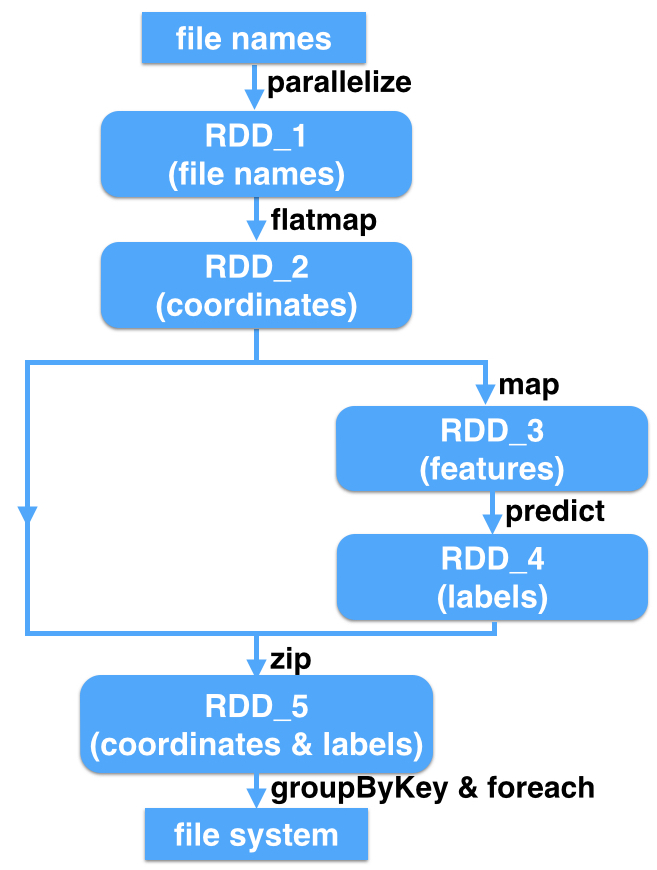 file names
parallelize
RDD_1
(file names)
flatmap
RDD_2
(coordinates)
map
RDD_3
(features)
predict
RDD_4
(labels)
zip
RDD_5
(coordinates & labels)
groupByKey & foreach
file system